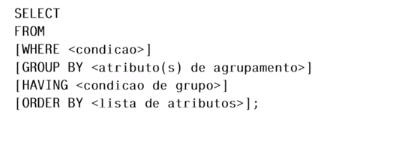 SELECT
FROM
[WHERE <condicao>]
[GROUP BY <atributo(s) de agrupamento>]
[HAVING <condicao de grupo>]
[ORDER BY <lista de atributos>];